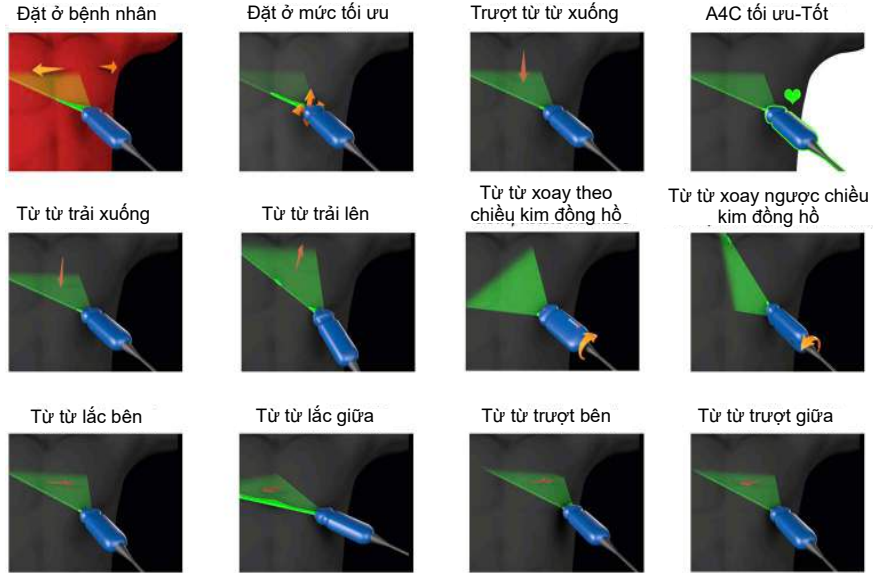 Đặt ở bệnh nhân
Đặt ở mức tối ưu
Trượt từ từ xuống
A4C tối ưu-Tốt
Từ từ trải xuống
Từ từ trải lên
Từ từ xoay theo
chiều kim đồng hồ
Từ từ xoay ngược chiều
kim đồng hồ
Từ từ lắc bên
Từ từ lắc giữa
Từ từ trượt bên
Từ từ trượt giữa